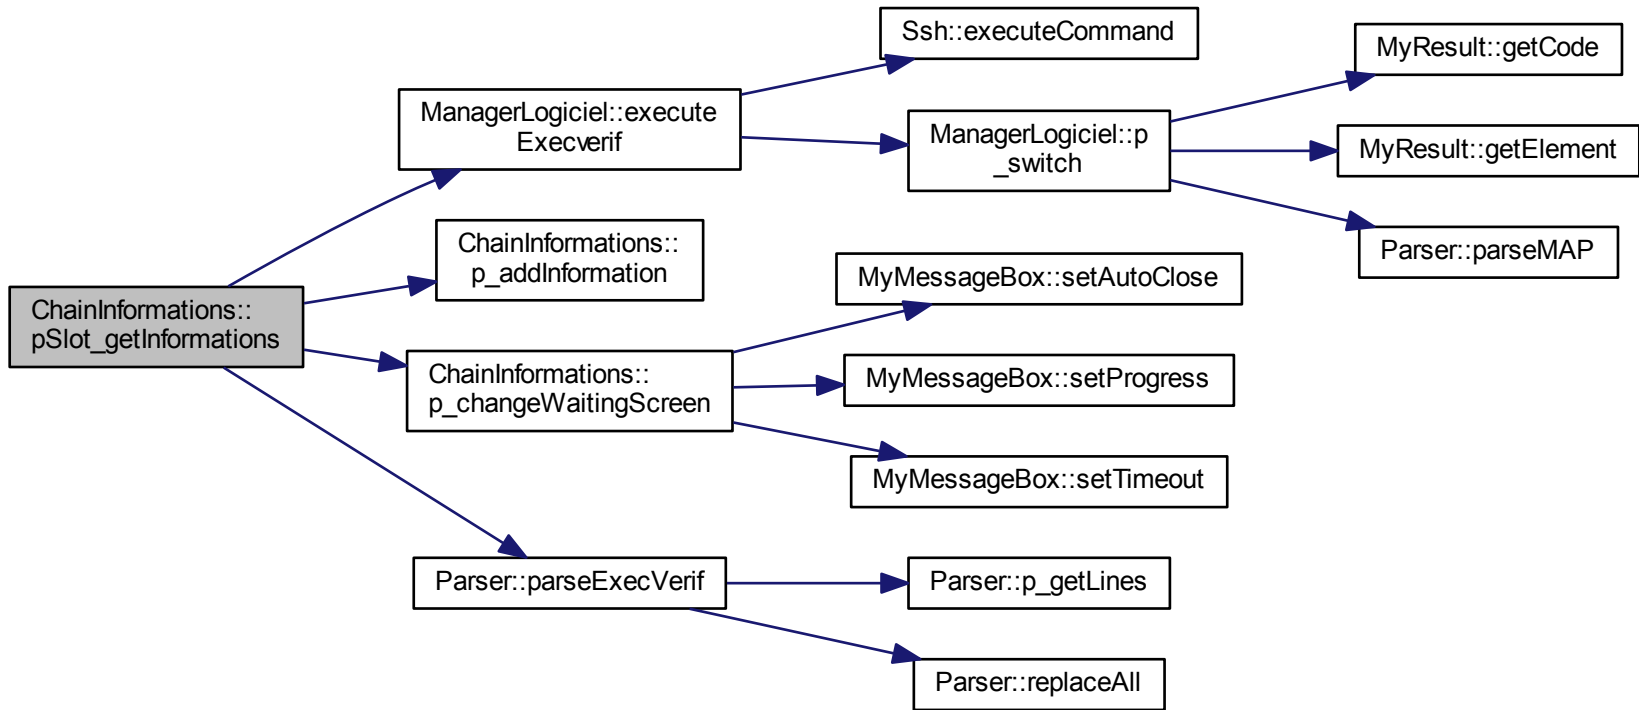 ChainInformations::
pSlot_getInformations
ManagerLogiciel::execute
Execverif
Ssh::executeCommand
ManagerLogiciel::p
_switch
MyResult::getCode
MyResult::getElement
Parser::parseMAP
ChainInformations::
p_addInformation
ChainInformations::
p_changeWaitingScreen
MyMessageBox::setAutoClose
MyMessageBox::setProgress
MyMessageBox::setTimeout
Parser::parseExecVerif
Parser::p_getLines
Parser::replaceAll